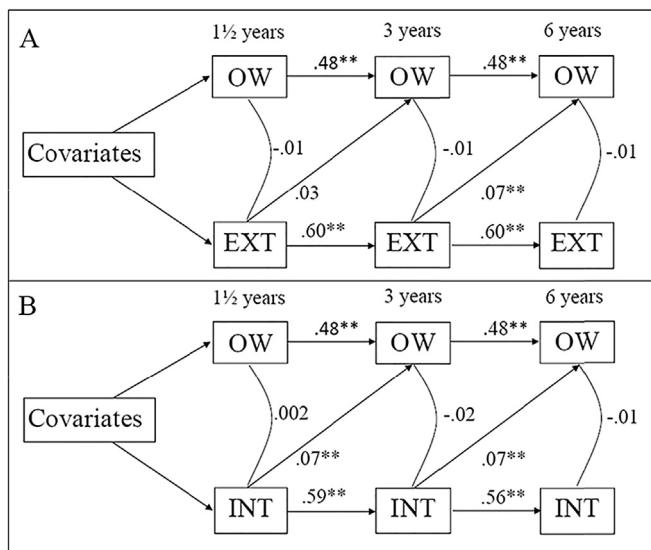 A
1½ years 3 years 6 years
.48** .48**
OW OW OW
Covariates
-.01 -.01 -.01
.03 .07**
.60** .60**
EXT EXT EXT
B
1½ years 3 years 6 years
.48** .48**
OW OW OW
Covariates
.002 -.02 -.01
.07** .07**
.59** .56**
INT INT INT